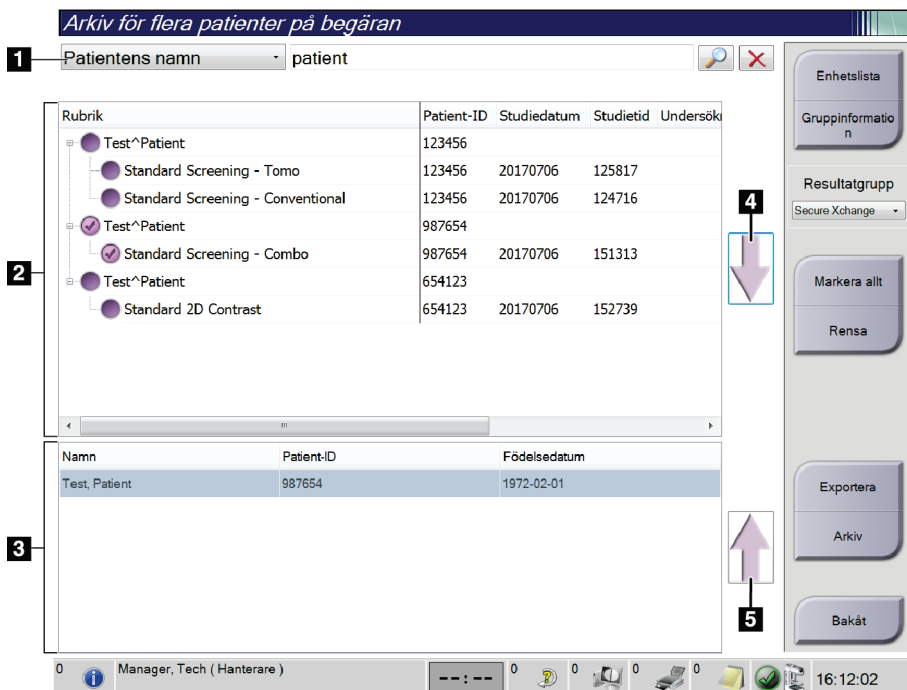 Arkiv för flera patienter på begäran
1
Patientens namn
patient
Enhetslista
Gruppinformatio
n
Resultatgrupp
Secure Xchange
Markera allt
Rensa
Exportera
Arkiv
Bakåt
2
Rubrik Patient-ID Studiedatum Studietid
Test^Patient 123456
Standard Screening - Tomo 123456 20170706 125817
Standard Screening - Conventional 123456 20170706 124716
Test^Patient 987654
Standard Screening - Combo 987654 20170706 151313
Test^Patient 654123
Standard 2D Contrast 654123 20170706 152739
4
3
Namn Patient-ID Födelsedatum
Test, Patient 987654 1972-02-01
5
0 Manager, Tech ( Hanterare ) --:-- 0 0 0 0 16:12:02